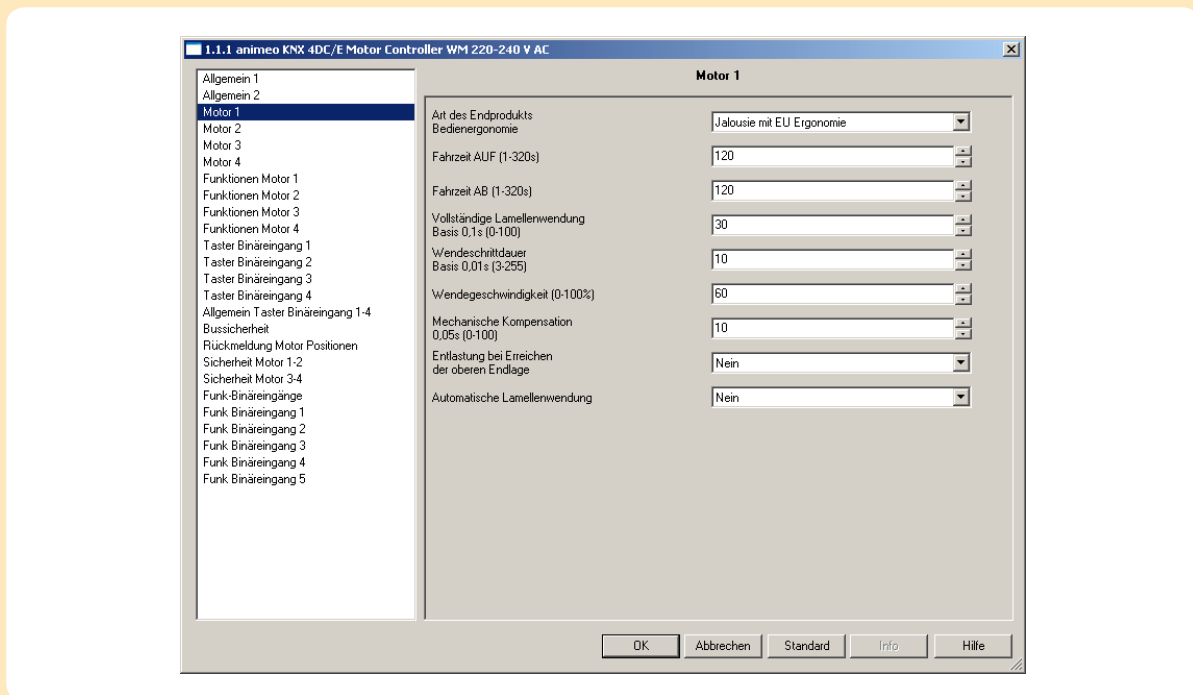 1.1.1 animeo KNX 4DC/E Motor Controller WM 220-240 V AC
Allgemein 1
Allgemein 2
Motor 1
Motor 2
Motor 3
Motor 4
Funktionen Motor 1
Funktionen Motor 2
Funktionen Motor 3
Funktionen Motor 4
Taster Binäreingang 1
Taster Binäreingang 2
Taster Binäreingang 3
Taster Binäreingang 4
Allgemein Taster Binäreingang 1-4
Bussicherheit
Rückmeldung Motor Positionen
Sicherheit Motor 1-2
Sicherheit Motor 3-4
Funk-Binäreingänge
Funk Binäreingang 1
Funk Binäreingang 2
Funk Binäreingang 3
Funk Binäreingang 4
Funk Binäreingang 5
Motor 1
Art des Endprodukts
Bedienergonomie
Jalousie mit EU Ergonomie
Fahrzeit AUF (1-320s)
120
Fahrzeit AB (1-320s)
120
Vollständige Lamellenwendung
Basis 0,1s (0-100)
30
Wendeschrittdauer
Basis 0,01s (3-255)
10
Wendegeschwindigkeit (0-100%)
60
Mechanische Kompensation
0,05s (0-100)
10
Entlastung bei Erreichen
der oberen Endlage
Nein
Automatische Lamellenwendung
Nein
OK
Abbrechen
Standard
Info
Hilfe